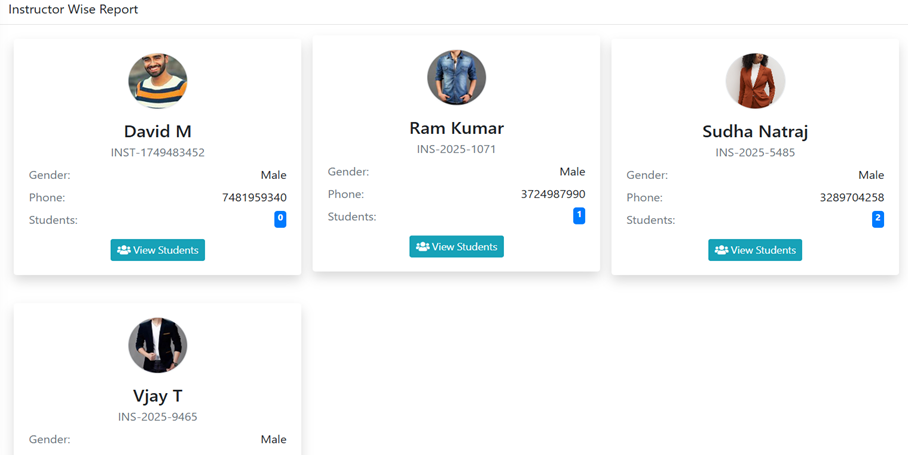 Instructor Wise Report
David M
INST-1749483452
Gender: Male
Phone: 7481959340
Students: 0
View Students
Ram Kumar
INS-2025-1071
Gender: Male
Phone: 3724987990
Students: 1
View Students
Sudha Natraj
INS-2025-5485
Gender: Male
Phone: 3289704258
Students: 2
View Students
Vjay T
INS-2025-9465
Gender: Male